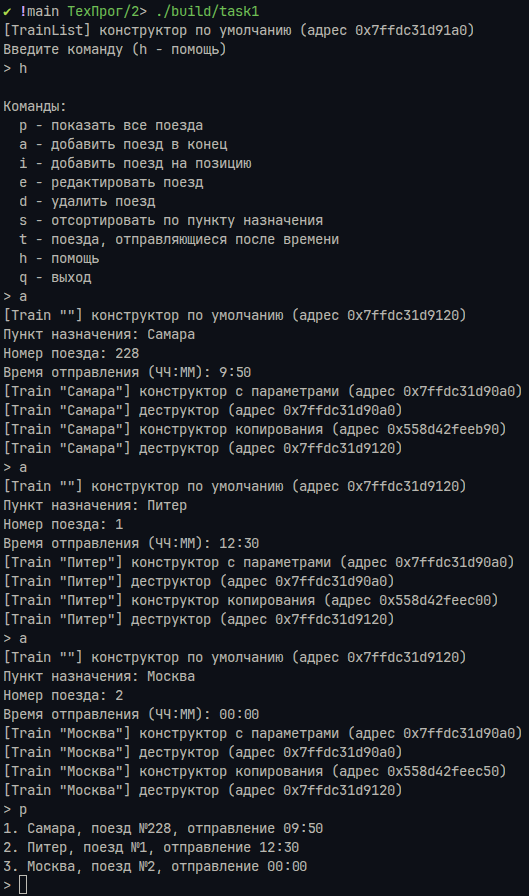 ✔ !main ТехПрог/2> ./build/task1
[TrainList] конструктор по умолчанию (адрес 0x7ffdc31d91a0)
Введите команду (h - помощь)
> h
Команды:
p - показать все поезда
a - добавить поезд в конец
i - добавить поезд на позицию
e - редактировать поезд
d - удалить поезд
s - отсортировать по пункту назначения
t - поезда, отправляющиеся после времени
h - помощь
q - выход
> a
[Train ""] конструктор по умолчанию (адрес 0x7ffdc31d9120)
Пункт назначения: Самара
Номер поезда: 228
Время отправления (ЧЧ:ММ): 9:50
[Train "Самара"] конструктор с параметрами (адрес 0x7ffdc31d90a0)
[Train "Самара"] деструктор (адрес 0x7ffdc31d90a0)
[Train "Самара"] конструктор копирования (адрес 0x558d42feeb90)
[Train "Самара"] деструктор (адрес 0x7ffdc31d9120)
> a
[Train ""] конструктор по умолчанию (адрес 0x7ffdc31d9120)
Пункт назначения: Питер
Номер поезда: 1
Время отправления (ЧЧ:ММ): 12:30
[Train "Питер"] конструктор с параметрами (адрес 0x7ffdc31d90a0)
[Train "Питер"] деструктор (адрес 0x7ffdc31d90a0)
[Train "Питер"] конструктор копирования (адрес 0x558d42feec00)
[Train "Питер"] деструктор (адрес 0x7ffdc31d9120)
> a
[Train ""] конструктор по умолчанию (адрес 0x7ffdc31d9120)
Пункт назначения: Москва
Номер поезда: 2
Время отправления (ЧЧ:ММ): 00:00
[Train "Москва"] конструктор с параметрами (адрес 0x7ffdc31d90a0)
[Train "Москва"] деструктор (адрес 0x7ffdc31d90a0)
[Train "Москва"] конструктор копирования (адрес 0x558d42feec50)
[Train "Москва"] деструктор (адрес 0x7ffdc31d9120)
> p
1. Самара, поезд №228, отправление 09:50
2. Питер, поезд №1, отправление 12:30
3. Москва, поезд №2, отправление 00:00
>